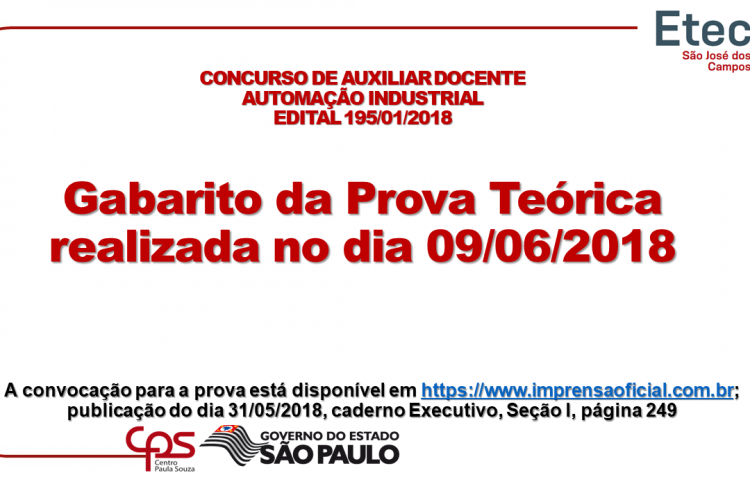 Etec
São José dos
Campos
CONCURSO DE AUXILIAR DOCENTE
AUTOMAÇÃO INDUSTRIAL
EDITAL 195/01/2018
Gabarito da Prova Teórica
realizada no dia 09/06/2018
A convocação para a prova está disponível em https://www.imprensaoficial.com.br;
publicação do dia 31/05/2018, caderno Executivo, Seção I, página 249
cps
Centro
Paula Souza
GOVERNO DO ESTADO
SÃO PAULO